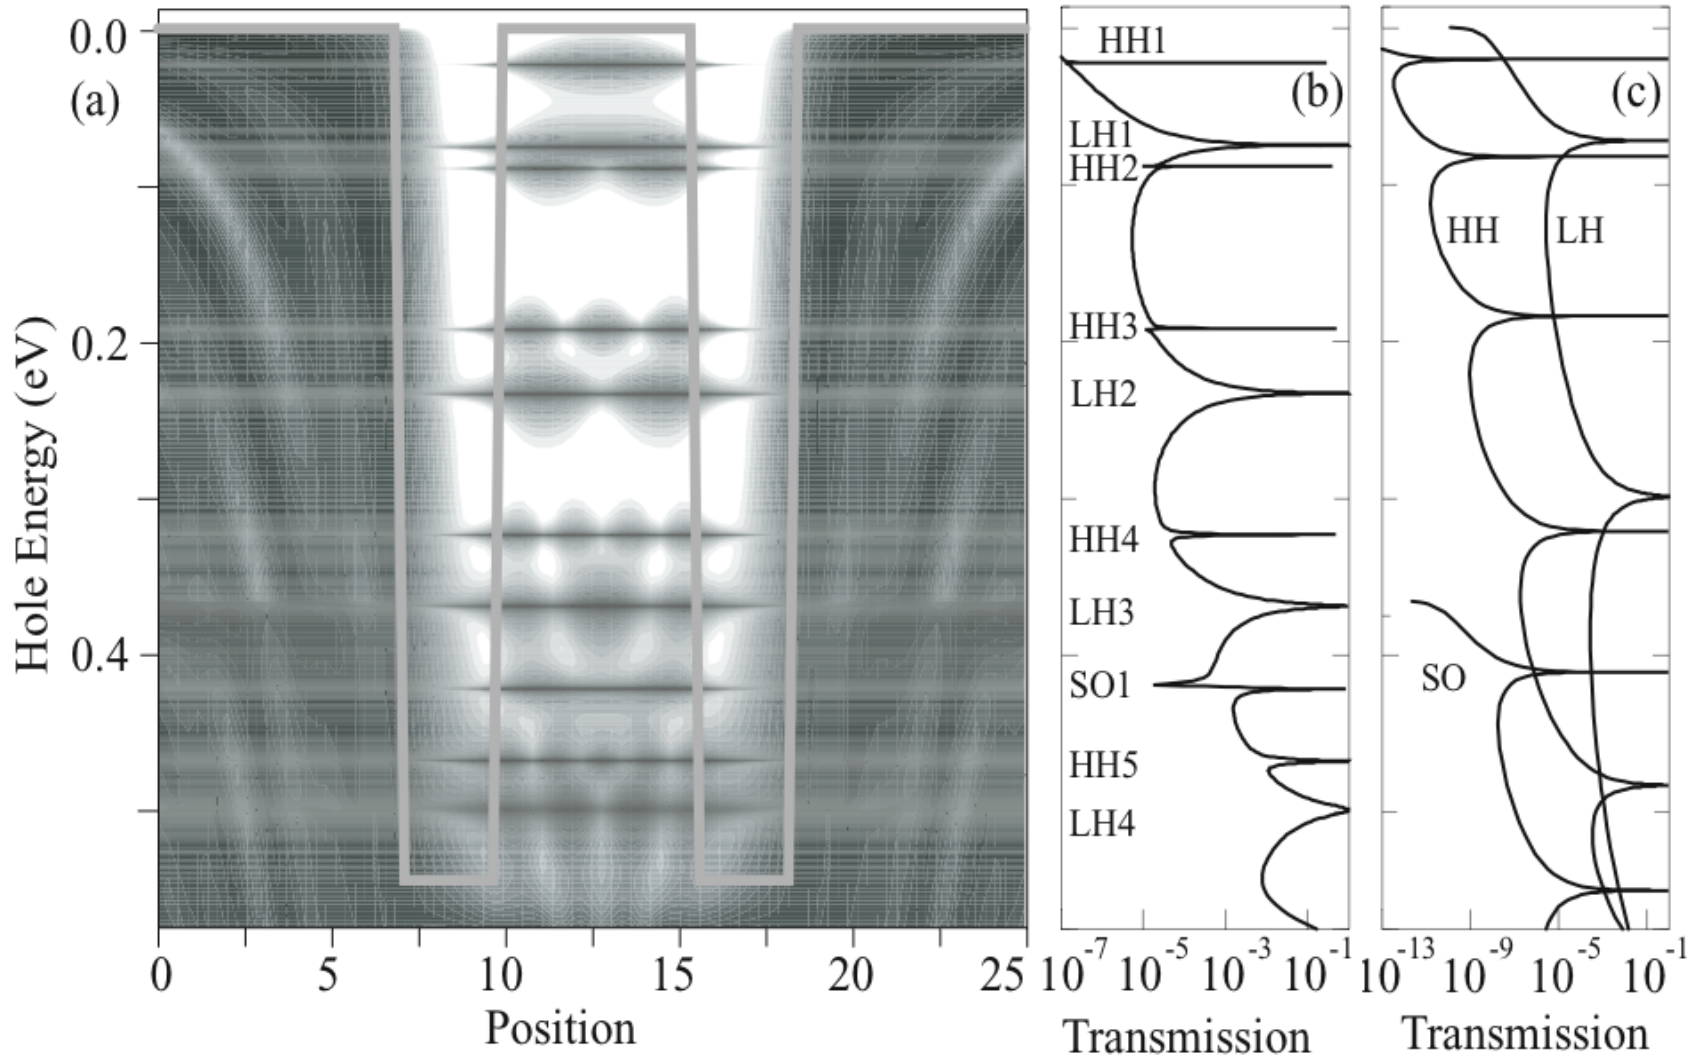 0.0
(a)
0.2
0.4
Hole Energy (eV)
0 5 10 15 20 25
Position
HH1
(b)
LH1
HH2
HH3
LH2
HH4
LH3
SO1
HH5
LH4
10-7 10-5 10-3 10-1
Transmission
(c)
HH LH
SO
10-13 10-9 10-5 10-1
Transmission